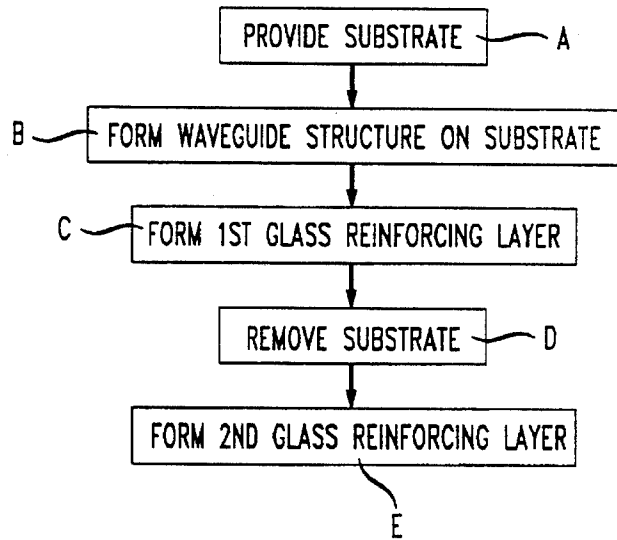 PROVIDE SUBSTRATE A
B FORM WAVEGUIDE STRUCTURE ON SUBSTRATE
C FORM 1ST GLASS REINFORCING LAYER
REMOVE SUBSTRATE D
FORM 2ND GLASS REINFORCING LAYER
E